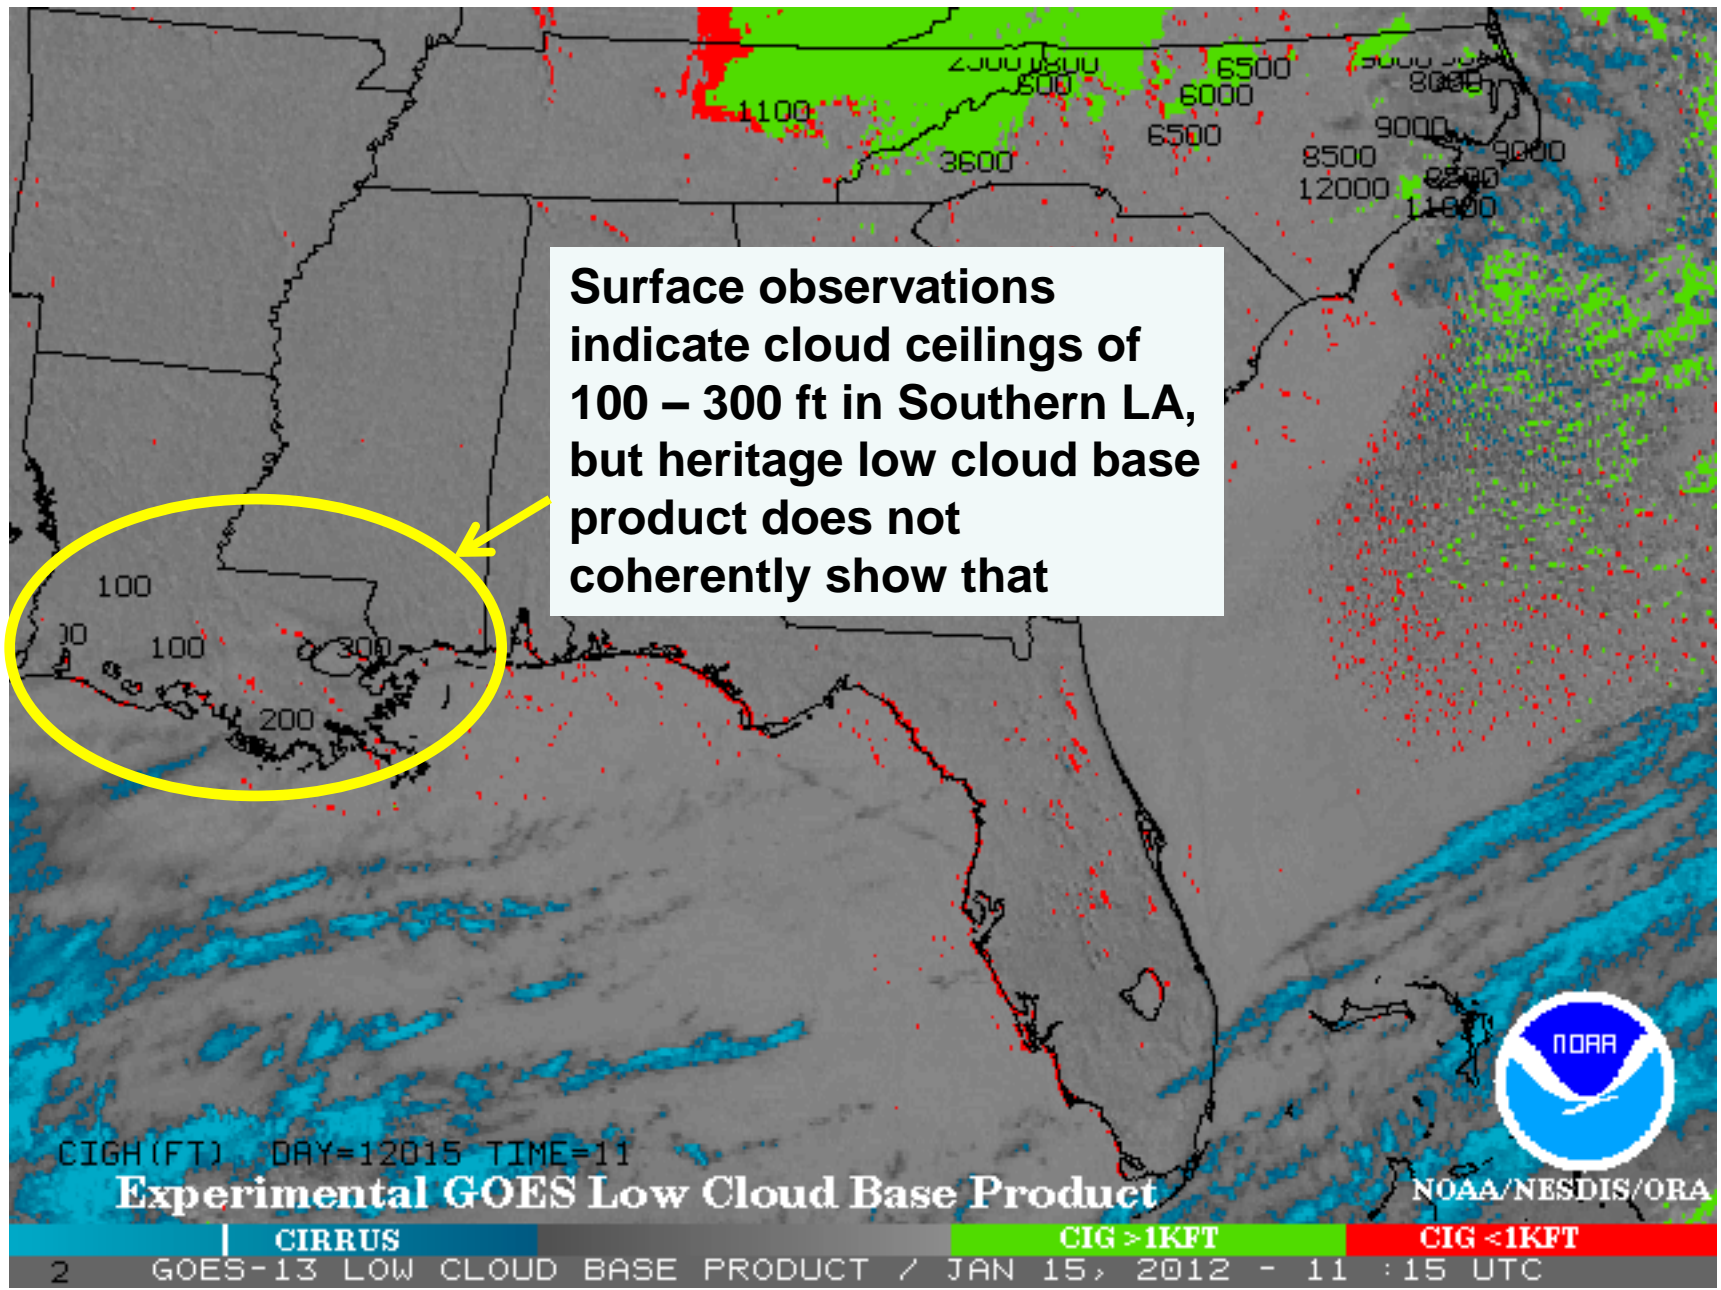 6500
8000
1100
6000
9000
6500
8500
9000
3600
12000
Surface observations
indicate cloud ceilings of
100 – 300 ft in Southern LA,
but heritage low cloud base
product does not
coherently show that
100
100
300
200
NOAA
CIGH(FT) DAY=12015 TIME=11
Experimental GOES Low Cloud Base Product
NOAA/NESDIS/ORA
CIRRUS
CIG >1KFT
CIG <1KFT
2 GOES-13 LOW CLOUD BASE PRODUCT / JAN 15, 2012 - 11 :15 UTC